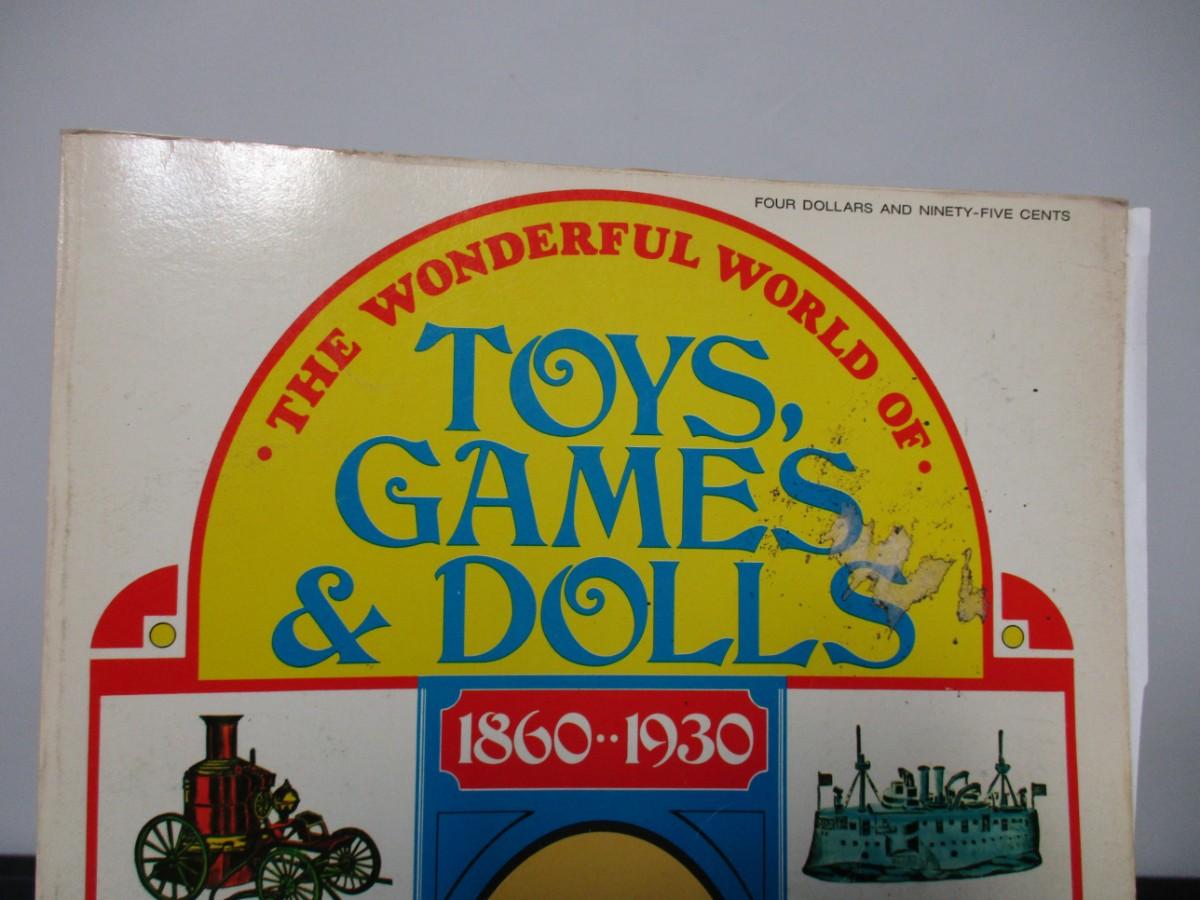 FOUR DOLLARS AND NINETY-FIVE CENTS
• THE WONDERFUL WORLD OF •
TOYS,
GAMES
& DOLLS
1860··1930